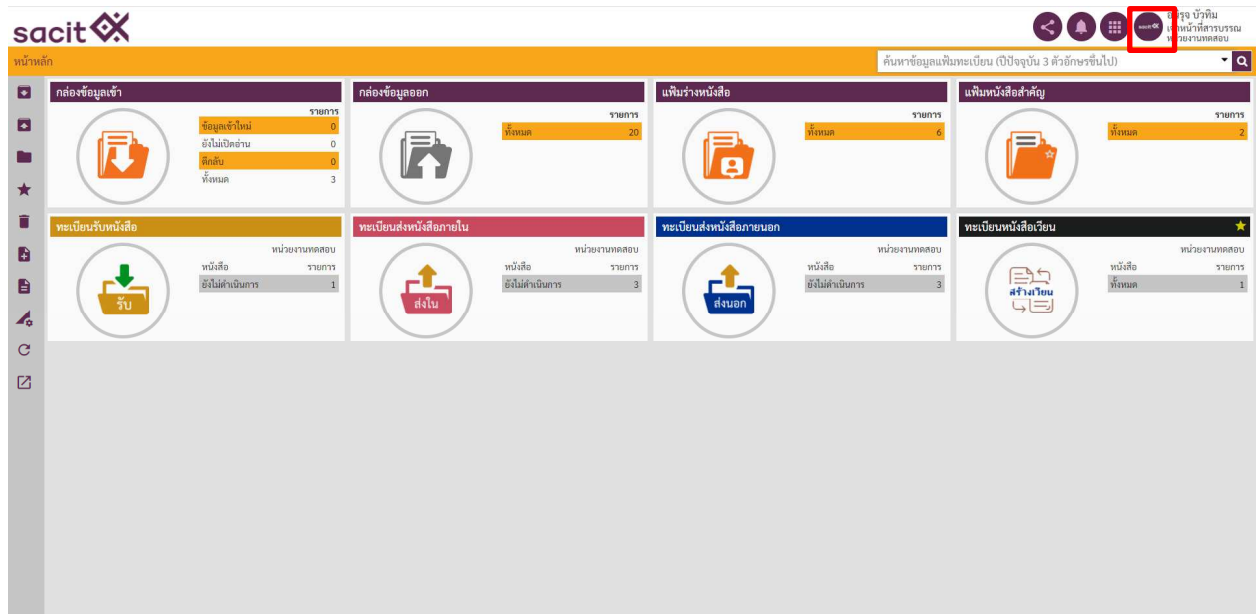 sacit
บัวทิม
หน้าที่สารบรรณ
หน่วยงานทดสอบ
หน้าหลัก
ค้นหาข้อมูลแฟ้มทะเบียน (ปีปัจจุบัน 3 ตัวอักษรขึ้นไป)
กล่องข้อมูลเข้า
รายการ
ข้อมูลเข้าใหม่ 0
ยังไม่เปิดอ่าน 0
ตีกลับ 0
ทั้งหมด 3
กล่องข้อมูลออก
รายการ
ทั้งหมด 20
แฟ้มร่างหนังสือ
รายการ
ทั้งหมด 6
แฟ้มหนังสือสำคัญ
รายการ
ทั้งหมด 2
ทะเบียนรับหนังสือ
หน่วยงานทดสอบ
หนังสือ รายการ
ยังไม่ดำเนินการ 1
รับ
ทะเบียนส่งหนังสือภายใน
หน่วยงานทดสอบ
หนังสือ รายการ
ยังไม่ดำเนินการ 3
ส่งใน
ทะเบียนส่งหนังสือภายนอก
หน่วยงานทดสอบ
หนังสือ รายการ
ยังไม่ดำเนินการ 3
ส่งนอก
ทะเบียนหนังสือเวียน
หน่วยงานทดสอบ
หนังสือ รายการ
ทั้งหมด 1
สร้างเวียน